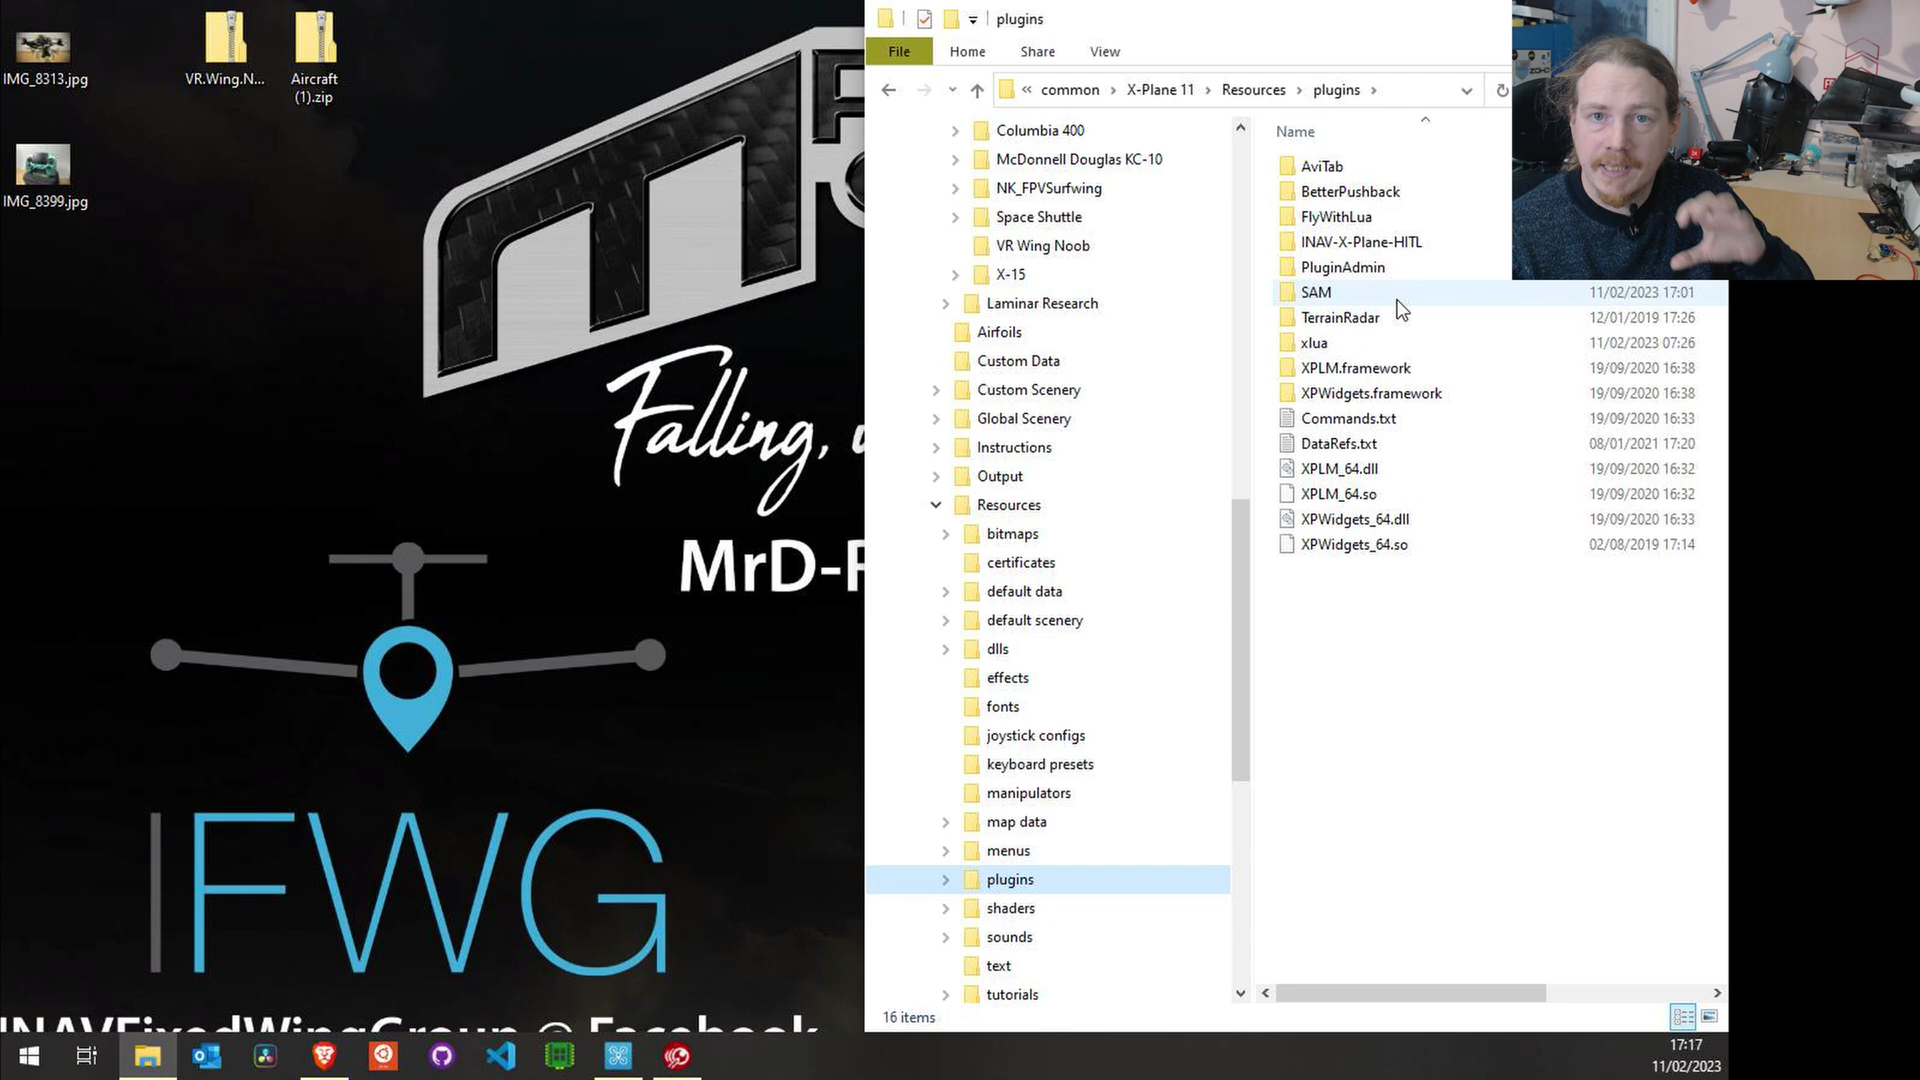 IMG_8313.jpg
VR.Wing.N...
Aircraft
(1).zip
IMG_8399.jpg
Falling,
MrD-
IFWG
INAVFixedWingGroup @ Facebook
plugins
File
Home
Share
View
common
X-Plane 11
Resources
plugins
Columbia 400
McDonnell Douglas KC-10
NK_FPVSurfwing
Space Shuttle
VR Wing Noob
X-15
Laminar Research
Airfoils
Custom Data
Custom Scenery
Global Scenery
Instructions
Output
Resources
bitmaps
certificates
default data
default scenery
dlls
effects
fonts
joystick configs
keyboard presets
manipulators
map data
menus
plugins
shaders
sounds
text
tutorials
Name
AviTab
BetterPushback
FlyWithLua
INAV-X-Plane-HITL
PluginAdmin
SAM 11/02/2023 17:01
TerrainRadar 12/01/2019 17:26
xlua 11/02/2023 07:26
XPLM.framework 19/09/2020 16:38
XPWidgets.framework 19/09/2020 16:38
Commands.txt 19/09/2020 16:33
DataRefs.txt 08/01/2021 17:20
XPLM_64.dll 19/09/2020 16:32
XPLM_64.so 19/09/2020 16:32
XPWidgets_64.dll 19/09/2020 16:33
XPWidgets_64.so 02/08/2019 17:14
16 items
17:17
11/02/2023